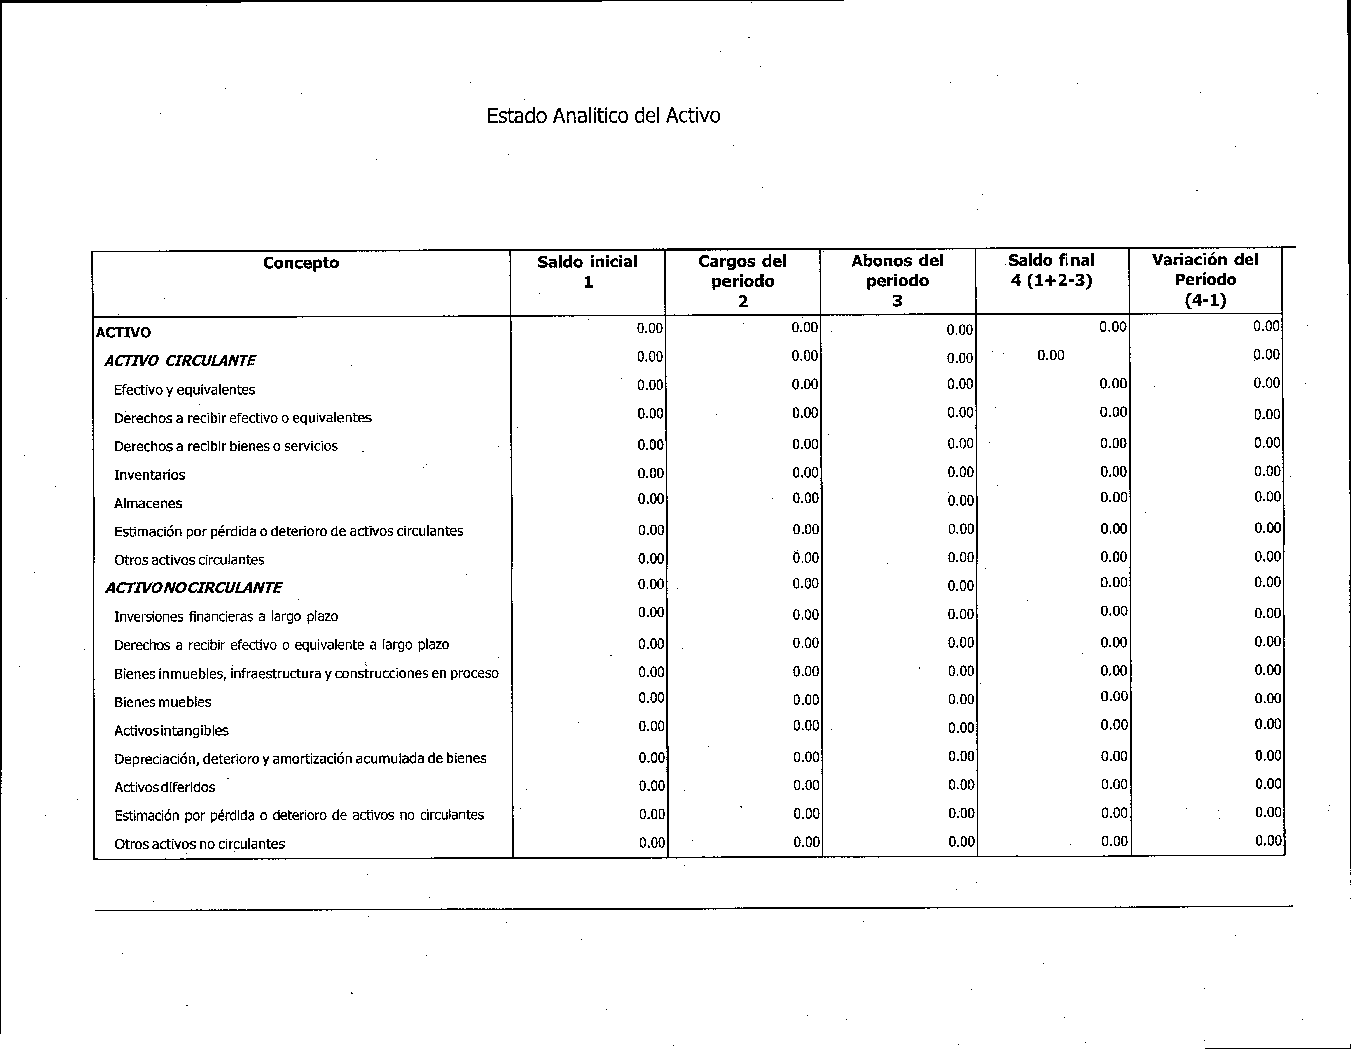 Estado Analitico del Activo
Concepto Saldo inicial Cargos del Abonos del Saldo final Variación del
1 periodo periodo 4 (1+2-3) Período
2 3 (4-1)
ACTIVO 0.00 0.00 0.00 0.00 0.00
ACTIVO CIRCULANTE 0.00 0.00 0.00 0.00 0.00
Efectivo y equivalentes 0.00 0.00 0.00 0.00 0.00
Derechos a recibir efectivo o equivalentes 0.00 0.00 0.00 0.00 0.00
Derechos a recibir bienes o servicios 0.00 0.00 0.00 0.00 0.00
Inventarios 0.00 0.00 0.00 0.00 0.00
Almacenes 0.00 0.00 0.00 0.00 0.00
Estimación por pérdida o deterioro de activos circulantes 0.00 0.00 0.00 0.00 0.00
Otros activos circulantes 0.00 0.00 0.00 0.00 0.00
ACTIVO NO CIRCULANTE 0.00 0.00 0.00 0.00 0.00
Inversiones financieras a largo plazo 0.00 0.00 0.00 0.00 0.00
Derechos a recibir efectivo o equivalente a largo plazo 0.00 0.00 0.00 0.00 0.00
Bienes inmuebles, infraestructura y construcciones en proceso 0.00 0.00 0.00 0.00 0.00
Bienes muebles 0.00 0.00 0.00 0.00 0.00
Activos intangibles 0.00 0.00 0.00 0.00 0.00
Depreciación, deterioro y amortización acumulada de bienes 0.00 0.00 0.00 0.00 0.00
Activos diferidos 0.00 0.00 0.00 0.00 0.00
Estimación por pérdida o deterioro de activos no circulantes 0.00 0.00 0.00 0.00 0.00
Otros activos no circulantes 0.00 0.00 0.00 0.00 0.00